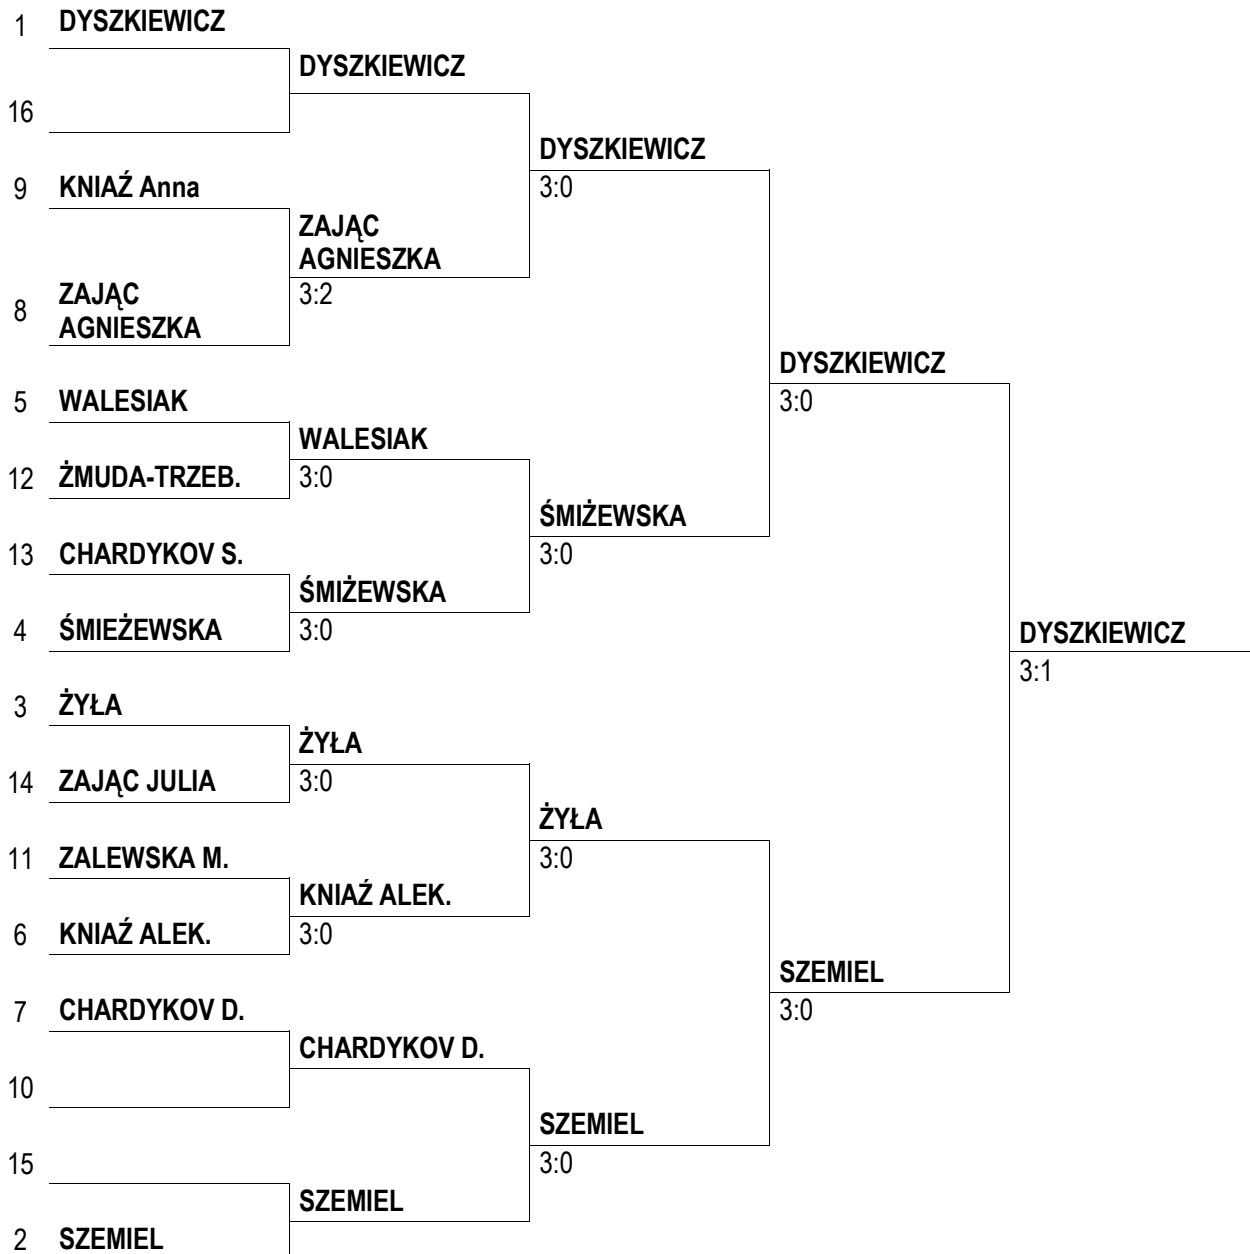 1 DYSZKIEWICZ
DYSZKIEWICZ
16
DYSZKIEWICZ
9 KNIAŹ Anna
3:0
ZAJĄC
AGNIESZKA
8 ZAJĄC
AGNIESZKA
3:2
DYSZKIEWICZ
5 WALESIAK
3:0
WALESIAK
12 ŻMUDA-TRZEB.
3:0
ŚMIŻEWSKA
13 CHARDYKOV S.
3:0
ŚMIŻEWSKA
4 ŚMIEŻEWSKA
3:0
DYSZKIEWICZ
3:1
3 ŻYŁA
ŻYŁA
14 ZAJĄC JULIA
3:0
ŻYŁA
11 ZALEWSKA M.
3:0
KNIAŹ ALEK.
6 KNIAŹ ALEK.
3:0
SZEMIEL
7 CHARDYKOV D.
3:0
CHARDYKOV D.
10
SZEMIEL
15
3:0
SZEMIEL
2 SZEMIEL